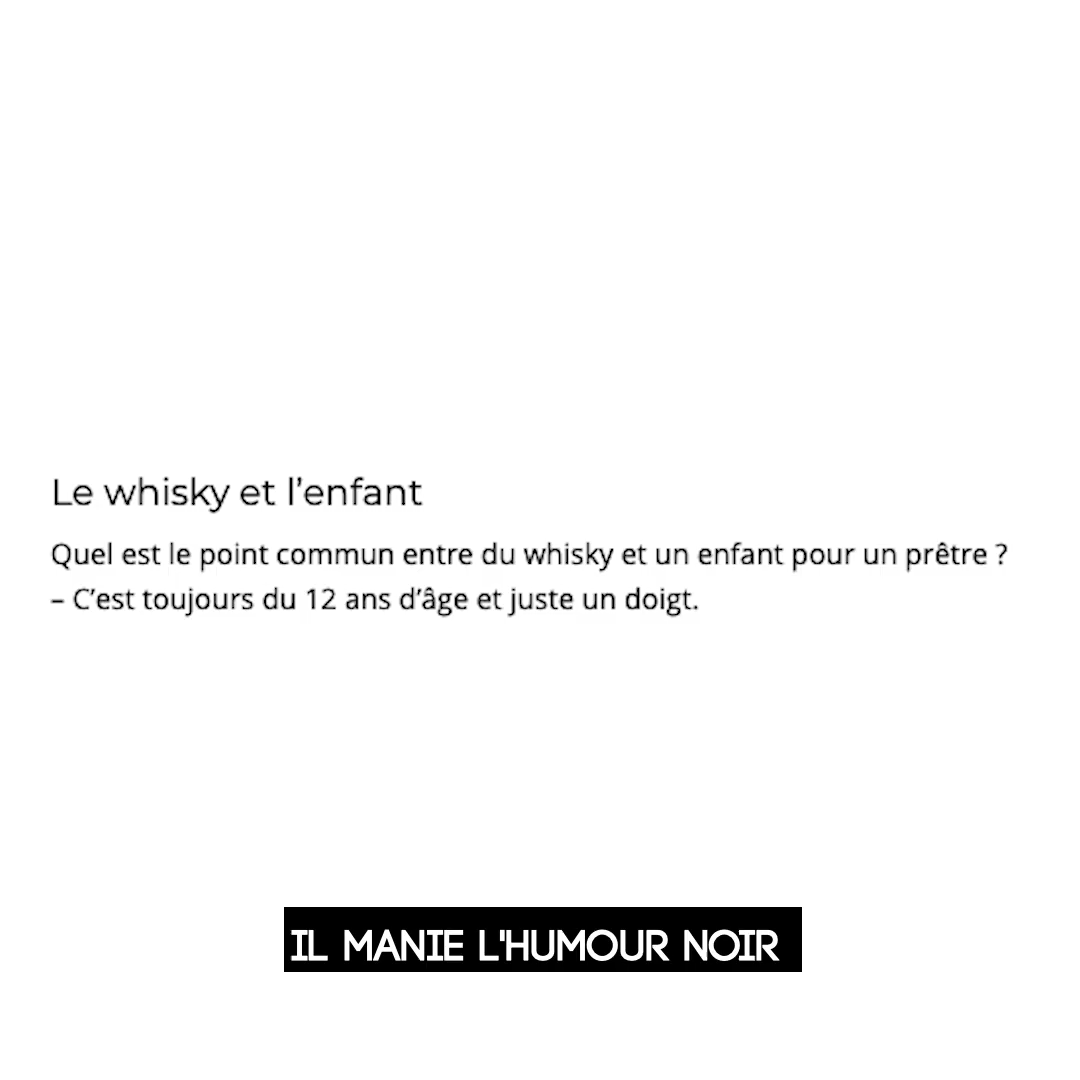 Le whisky et l’enfant
Quel est le point commun entre du whisky et un enfant pour un prêtre ?
– C’est toujours du 12 ans d’âge et juste un doigt.
IL MANIE L'HUMOUR NOIR